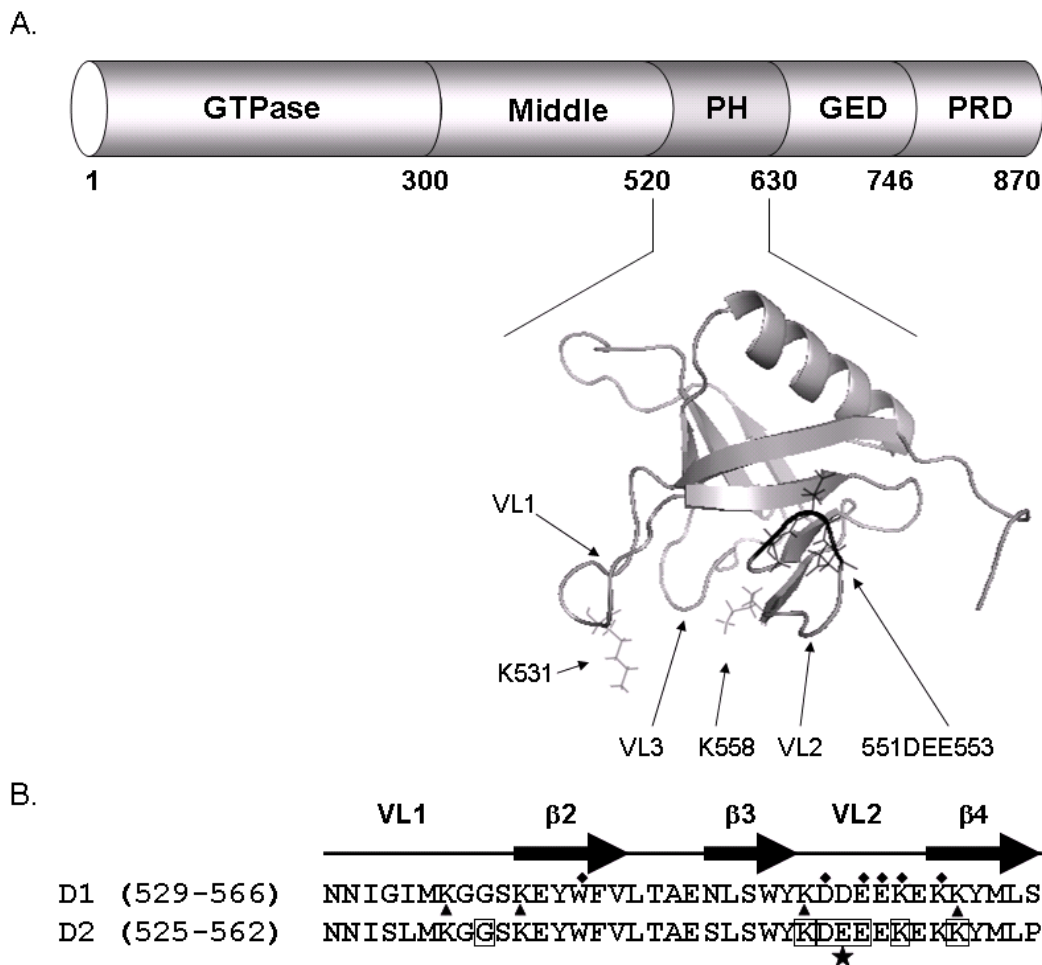 A.
GTPase Middle PH GED PRD
1 300 520 630 746 870
VL1
K531
VL3 K558 VL2 551DEE553
B.
VL1 β2 β3 VL2 β4
D1 (529-566) NNIGIMKGGSKEYWFVLTAENLSWYKDDEEKEKKYMLS
D2 (525-562) NNISLMKGGSKEYWFVLTAESLSWYKDEEEKEKKYMLP